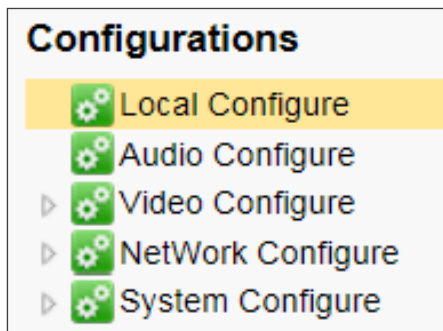 Configurations
Local Configure
Audio Configure
Video Configure
NetWork Configure
System Configure